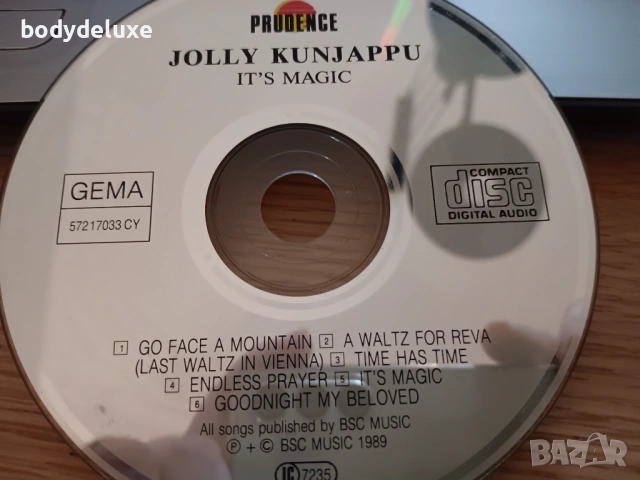 bodydeluxe
PRUDENCE
JOLLY KUNJAPPU
IT'S MAGIC
GEMA
57217033 CY
COMPACT
disc
DIGITAL AUDIO
1 GO FACE A MOUNTAIN 2 A WALTZ FOR REVA
(LAST WALTZ IN VIENNA) 3 TIME HAS TIME
4 ENDLESS PRAYER 5 IT'S MAGIC
6 GOODNIGHT MY BELOVED
All songs published by BSC MUSIC
℗ + © BSC MUSIC 1989
LC 7235
BAZAR